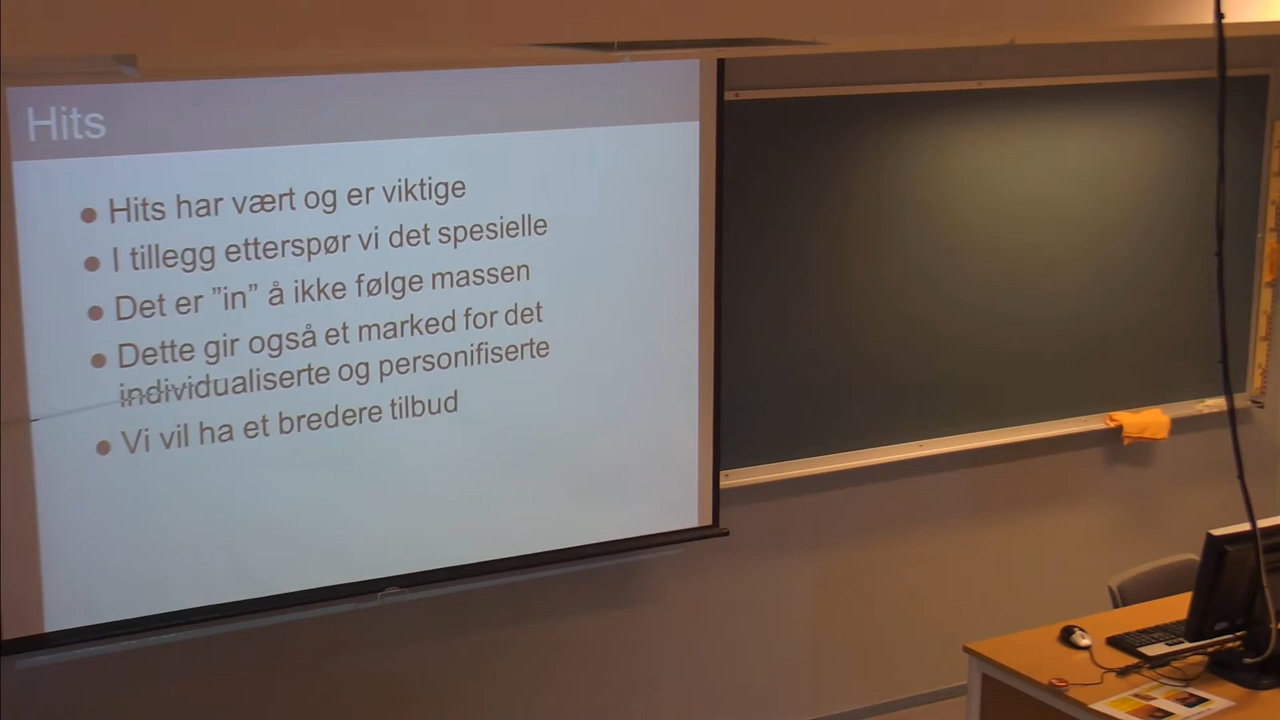 Hits
● Hits har vært og er viktige
● I tillegg etterspør vi det spesielle
● Det er ”in” å ikke følge massen
● Dette gir også et marked for det
individualiserte og personifiserte
● Vi vil ha et bredere tilbud